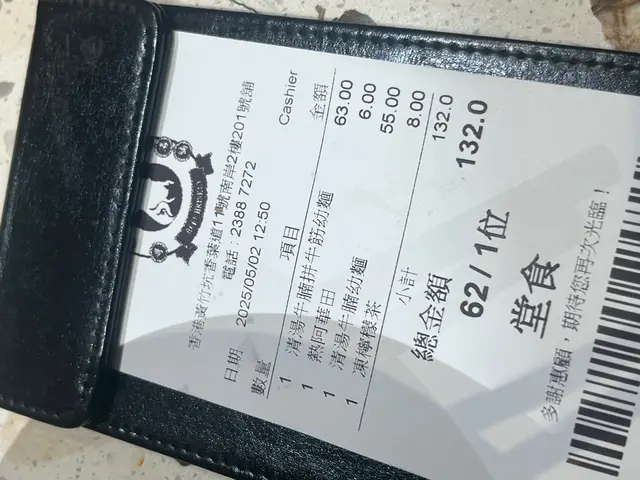 香港黃竹坑香葉道11號南岸2樓201號舖
電話：2388 7272
日期 2025/05/02 12:50 Cashier
數量 項目 金額
1 清湯牛腩拼牛筋幼麵 63.00
1 熱阿華田 6.00
1 清湯牛腩幼麵 55.00
1 凍檸檬茶 8.00
小計 132.0
總金額 132.0
62 / 1位
堂食
多謝惠顧，期待您再次光臨！